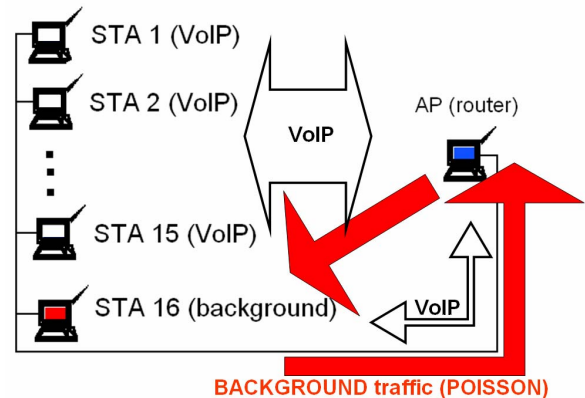 STA 1 (VoIP)
STA 2 (VoIP)
VoIP
AP (router)
STA 15 (VoIP)
STA 16 (background)
VoIP
BACKGROUND traffic (POISSON)